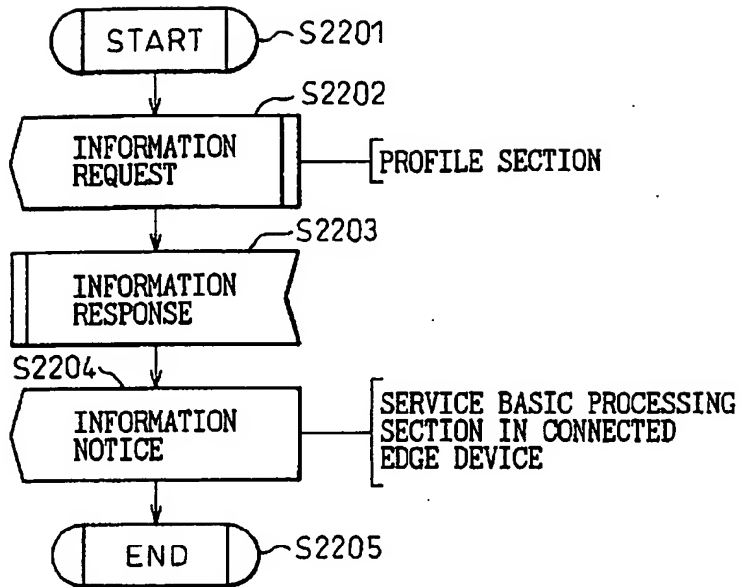 START
S2201
S2202
INFORMATION
REQUEST
PROFILE SECTION
S2203
INFORMATION
RESPONSE
S2204
INFORMATION
NOTICE
SERVICE BASIC PROCESSING
SECTION IN CONNECTED
EDGE DEVICE
END
S2205